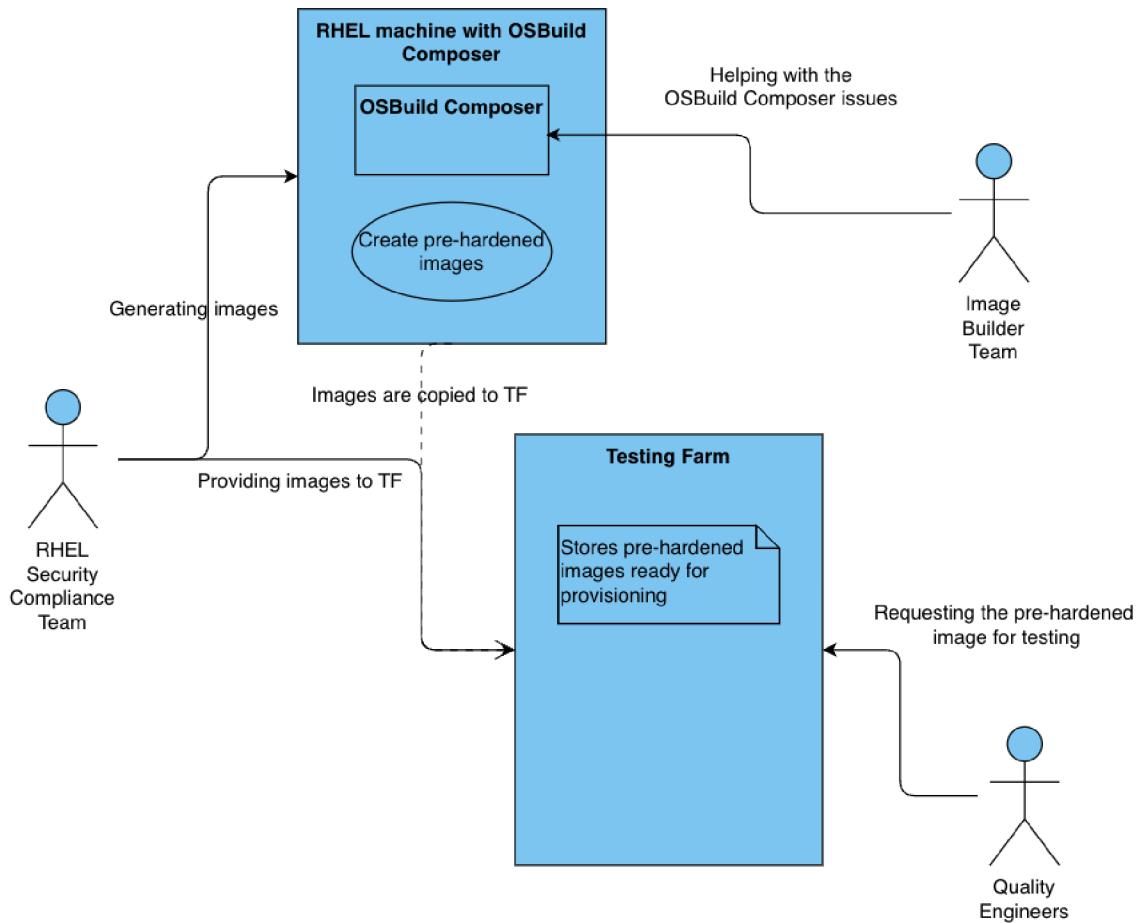 RHEL machine with OSBuild
Composer
OSBuild Composer
Create pre-hardened
images
Helping with the
OSBuild Composer issues
Image
Builder
Team
Generating images
Images are copied to TF
Providing images to TF
RHEL
Security
Compliance
Team
Testing Farm
Stores pre-hardened
images ready for
provisioning
Requesting the pre-hardened
image for testing
Quality
Engineers